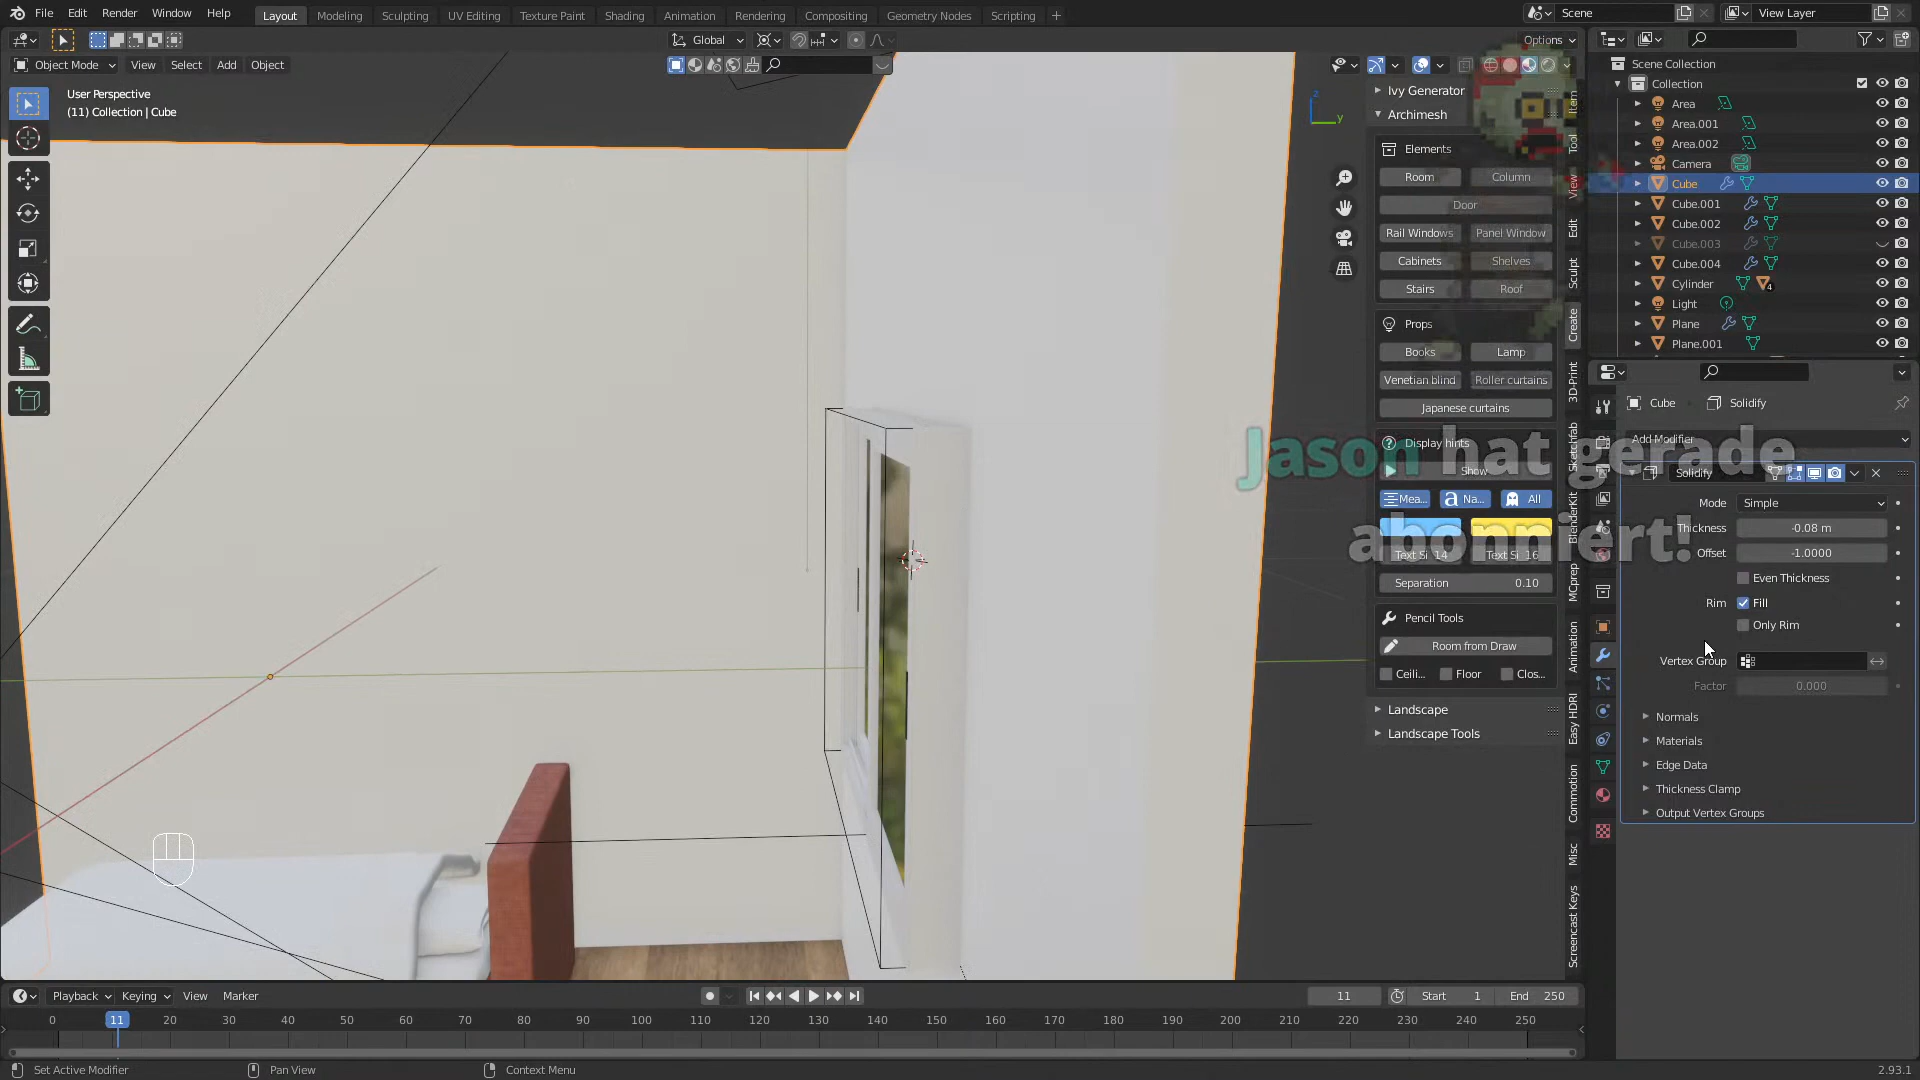 File Edit Render Window Help
Layout Modeling Sculpting UV Editing Texture Paint Shading Animation Rendering Compositing Geometry Nodes Scripting +
Scene View Layer
Global Options
Object Mode View Select Add Object
User Perspective
(11) Collection | Cube
z
y
Ivy Generator
Archimesh
Elements
Room Column
Door
Rail Windows Panel Window
Cabinets Shelves
Stairs Roof
Props
Books Lamp
Venetian blind Roller curtains
Japanese curtains
Display hints
Show
Mea... Na... All
Text Si 14 Text Si 16
Separation 0.10
Pencil Tools
Room from Draw
Ceili... Floor Clos...
Landscape
Landscape Tools
Item
Tool
View
Edit
Sculpt
Create
3D-Print
Sketchfab
BlenderKit
MCprep
Animation
Easy HDRI
Commotion
Misc
Screencast Keys
Scene Collection
Collection
Area
Area.001
Area.002
Camera
Cube
Cube.001
Cube.002
Cube.003
Cube.004
Cylinder 4
Light
Plane
Plane.001
Cube Solidify
Add Modifier
Jason hat gerade
abonniert!
Solidify
Mode Simple
Thickness -0.08 m
Offset -1.0000
Even Thickness
Rim Fill
Only Rim
Vertex Group
Factor 0.000
Normals
Materials
Edge Data
Thickness Clamp
Output Vertex Groups
Playback Keying View Marker
11 Start 1 End 250
0 11 20 30 40 50 60 70 80 90 100 110 120 130 140 150 160 170 180 190 200 210 220 230 240 250
Set Active Modifier Pan View Context Menu 2.93.1